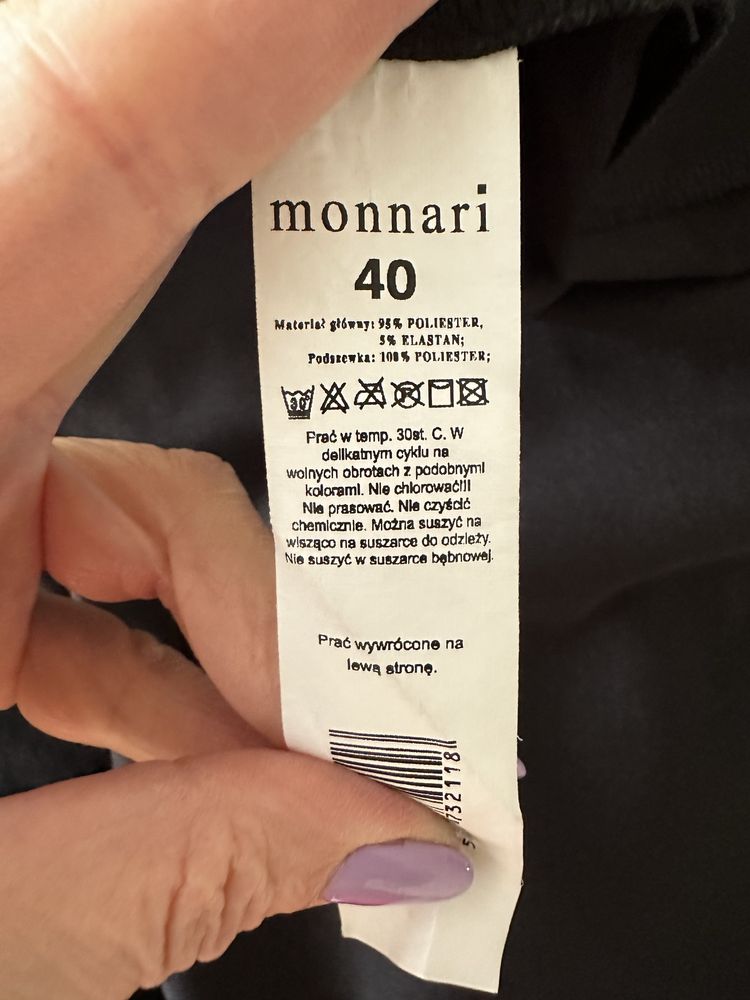 monnari
40
Materiał główny: 95% POLIESTER,
5% ELASTAN;
Podszewka: 100% POLIESTER;
30°
Prać w temp. 30st. C. W
delikatnym cyklu na
wolnych obrotach z podobnymi
kolorami. Nie chlorować!!!
Nie prasować. Nie czyścić
chemicznie. Można suszyć na
wisząco na suszarce do odzieży.
Nie suszyć w suszarce bębnowej.
Prać wywrócone na
lewą stronę.
732118